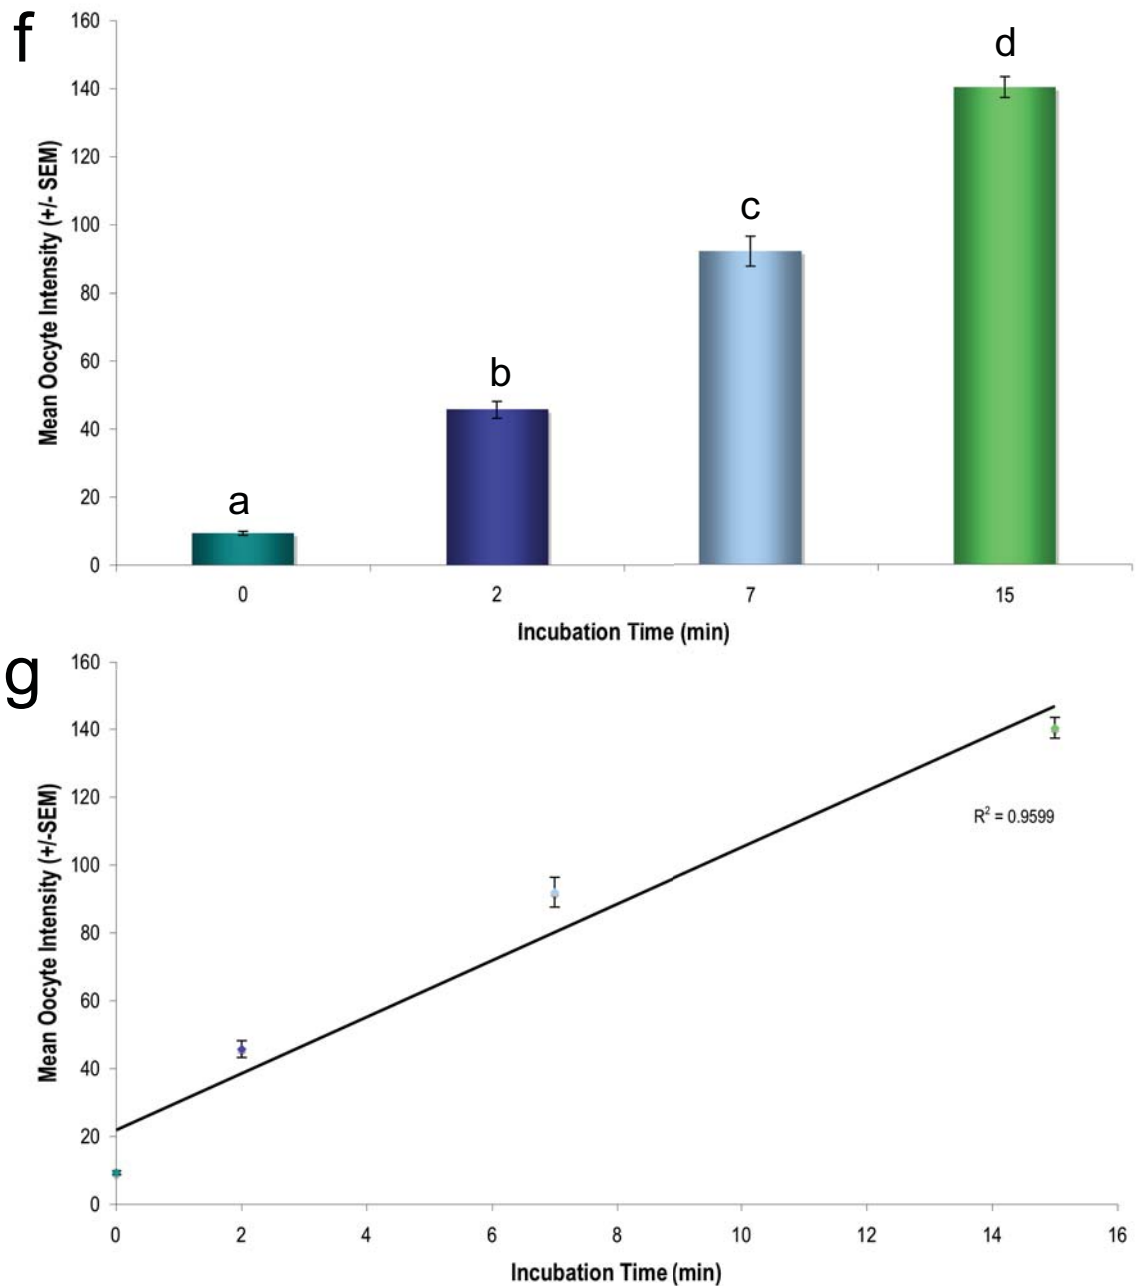 f
Mean Oocyte Intensity (+/- SEM)
160
140
120
100
80
60
40
20
0
a
b
c
d
0 2 7 15
Incubation Time (min)
g
Mean Oocyte Intensity (+/-SEM)
160
140
120
100
80
60
40
20
0
R² = 0.9599
0 2 4 6 8 10 12 14 16
Incubation Time (min)